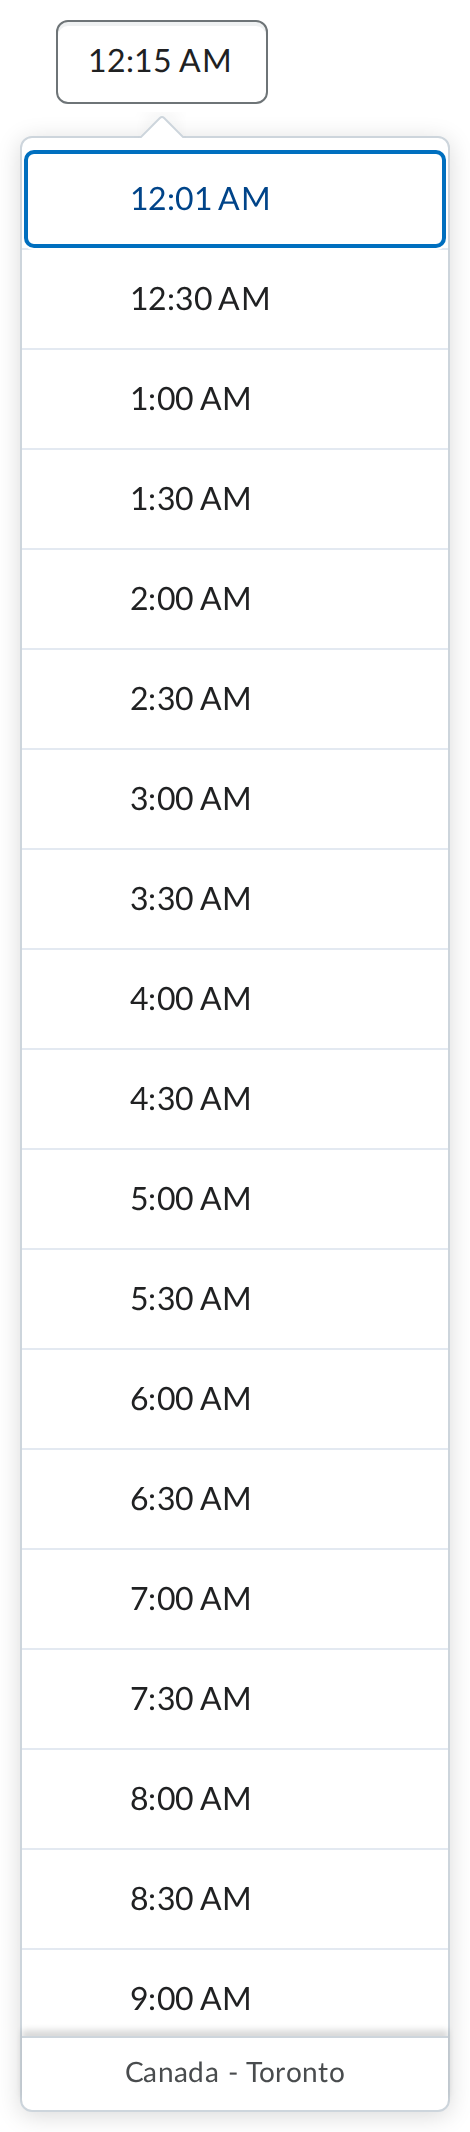 12:15 AM
12:01 AM
12:30 AM
1:00 AM
1:30 AM
2:00 AM
2:30 AM
3:00 AM
3:30 AM
4:00 AM
4:30 AM
5:00 AM
5:30 AM
6:00 AM
6:30 AM
7:00 AM
7:30 AM
8:00 AM
8:30 AM
9:00 AM
Canada - Toronto